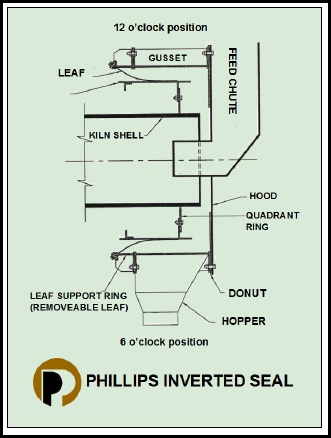 12 o'clock position
GUSSET
LEAF
FEED CHUTE
KILN SHELL
HOOD
QUADRANT
RING
LEAF SUPPORT RING
(REMOVEABLE LEAF)
DONUT
HOPPER
6 o'clock position
PHILLIPS INVERTED SEAL